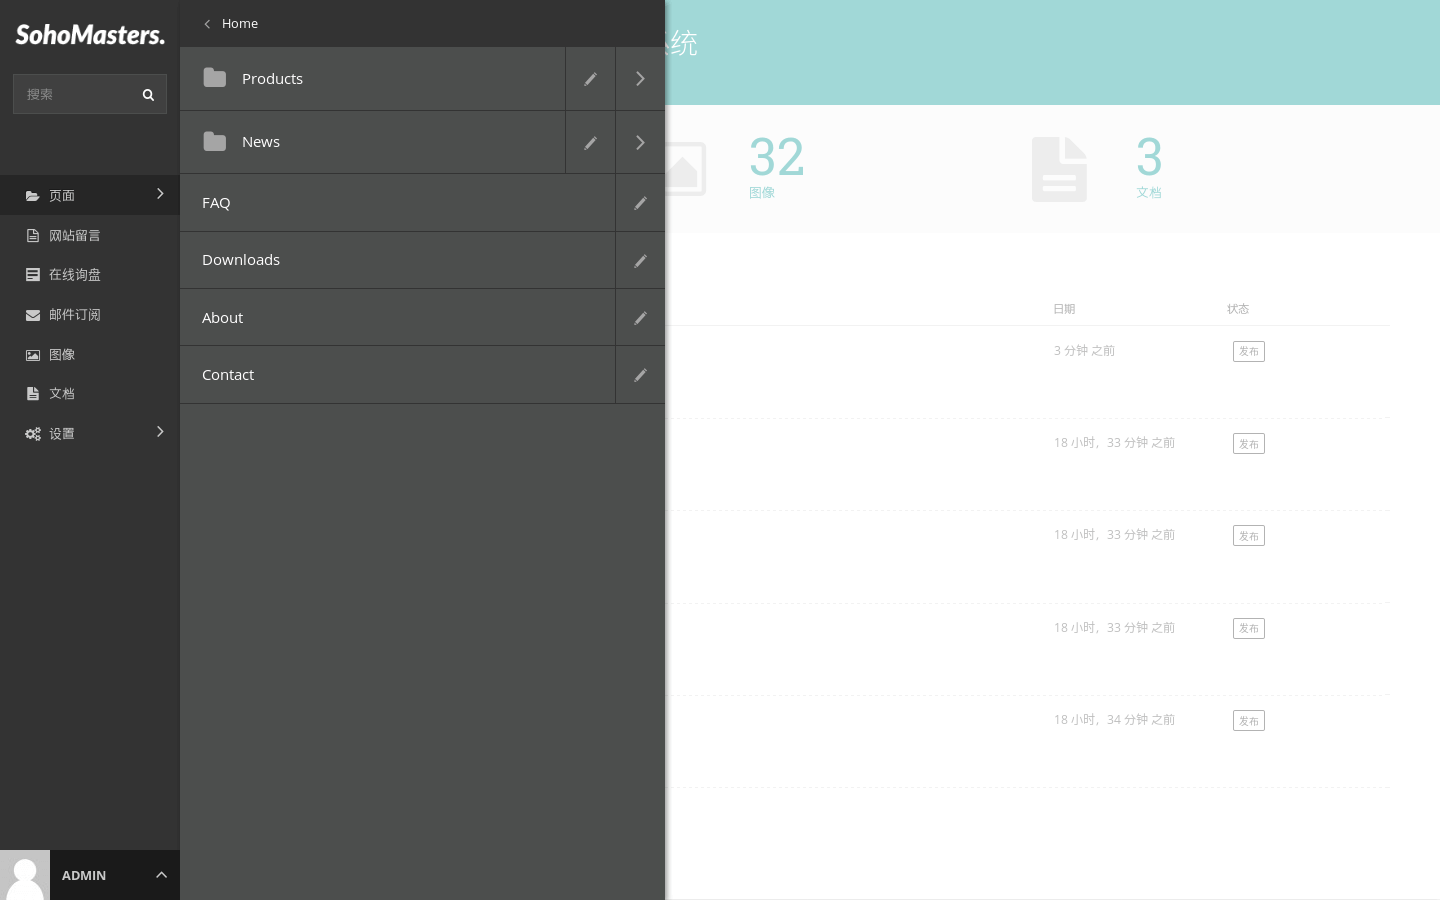 SohoMasters.
搜索
页面
网站留言
在线询盘
邮件订阅
图像
文档
设置
ADMIN
Home
Products
News
FAQ
Downloads
About
Contact
统
32
图像
3
文档
日期 状态
3 分钟 之前 发布
18 小时，33 分钟 之前 发布
18 小时，33 分钟 之前 发布
18 小时，33 分钟 之前 发布
18 小时，34 分钟 之前 发布